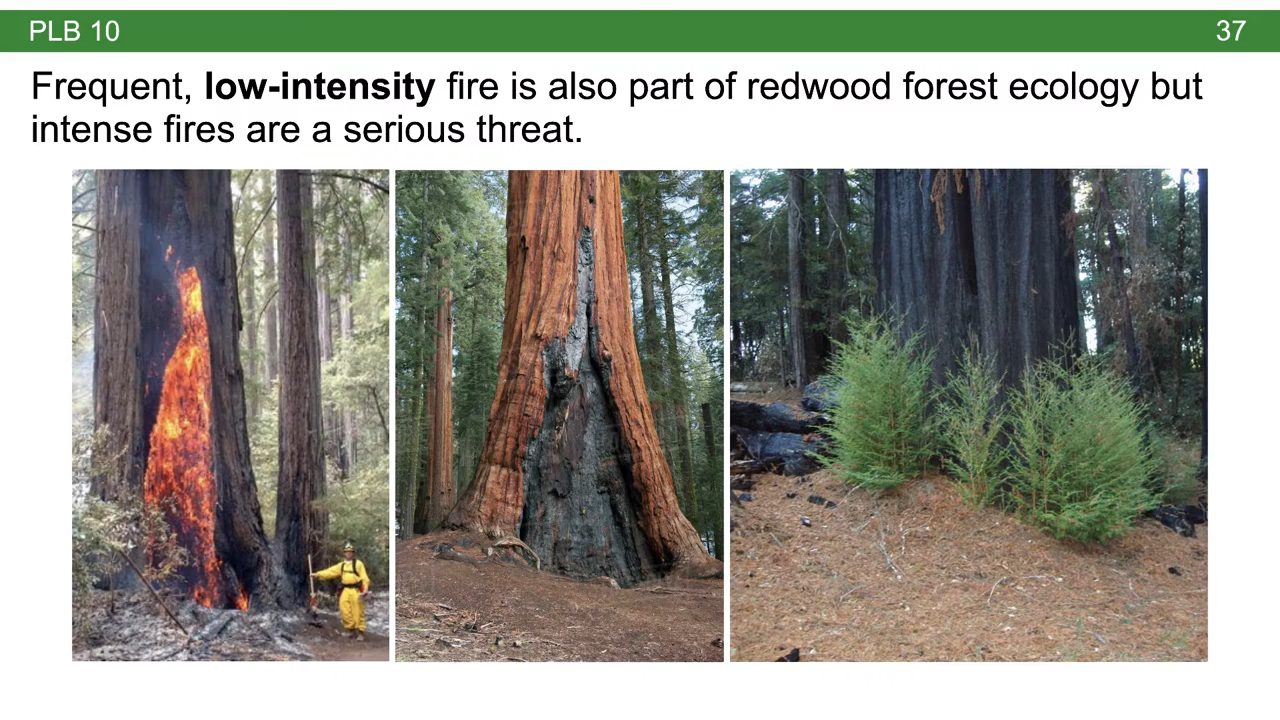 PLB 10
37
Frequent, low-intensity fire is also part of redwood forest ecology but
intense fires are a serious threat.